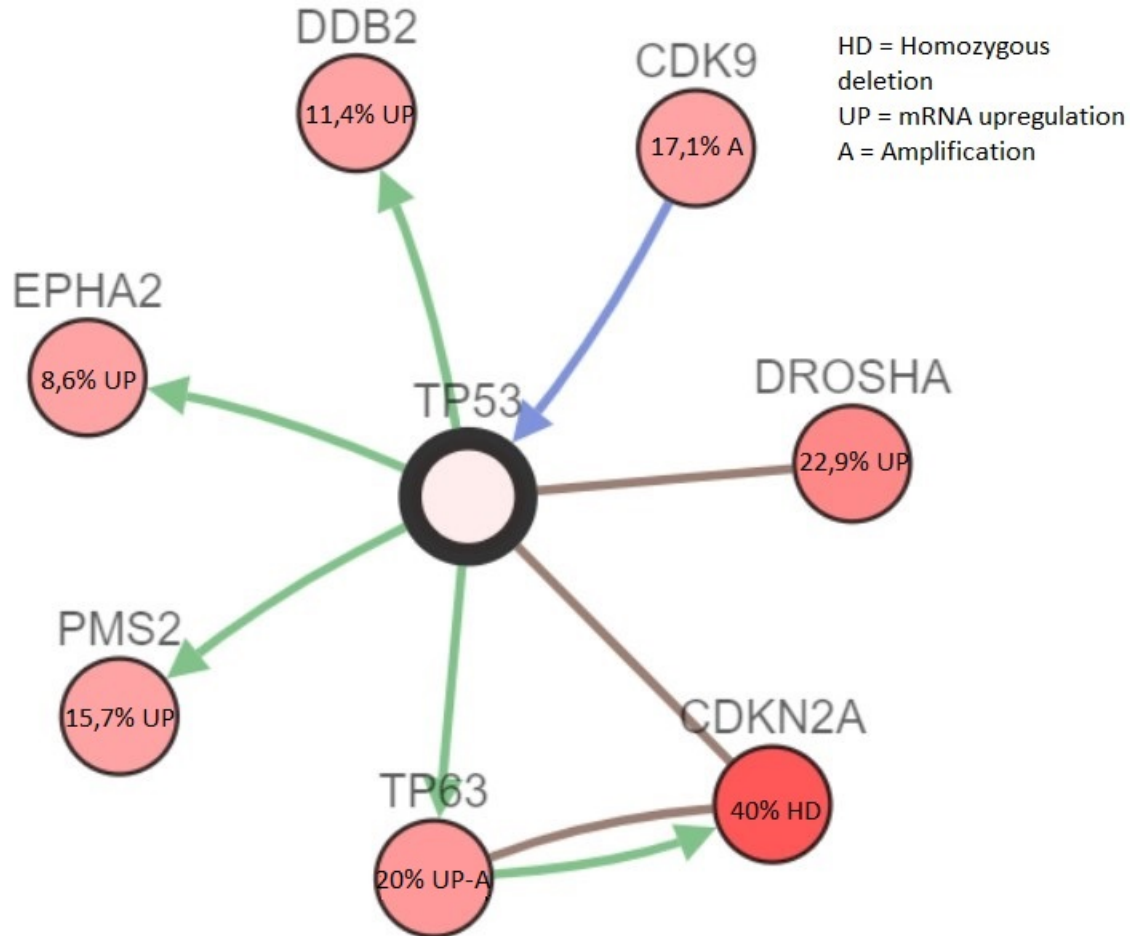 DDB2
11,4% UP
CDK9
17,1% A
HD = Homozygous
deletion
UP = mRNA upregulation
A = Amplification
EPHA2
8,6% UP
TP53
DROSHA
22,9% UP
PMS2
15,7% UP
CDKN2A
40% HD
TP63
20% UP-A